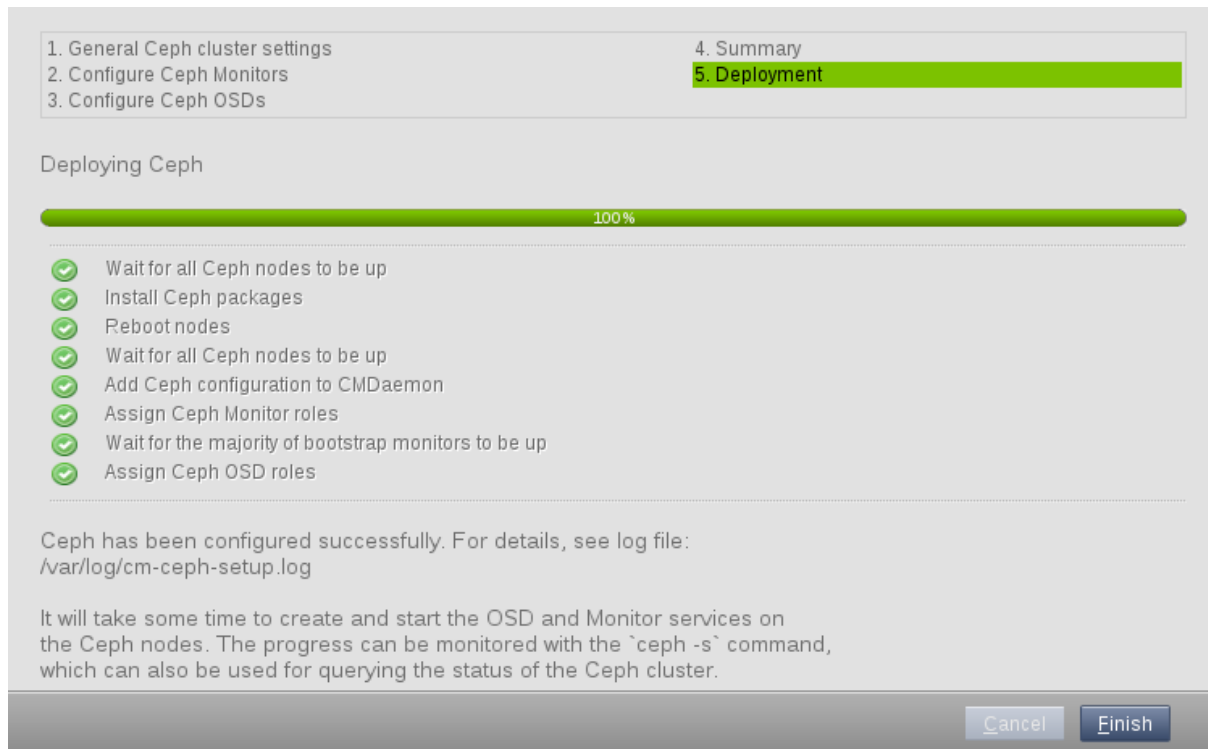 1. General Ceph cluster settings
2. Configure Ceph Monitors
3. Configure Ceph OSDs
4. Summary
5. Deployment
Deploying Ceph
100%
Wait for all Ceph nodes to be up
Install Ceph packages
Reboot nodes
Wait for all Ceph nodes to be up
Add Ceph configuration to CMDaemon
Assign Ceph Monitor roles
Wait for the majority of bootstrap monitors to be up
Assign Ceph OSD roles
Ceph has been configured successfully. For details, see log file:
/var/log/cm-ceph-setup.log
It will take some time to create and start the OSD and Monitor services on
the Ceph nodes. The progress can be monitored with the `ceph -s` command,
which can also be used for querying the status of the Ceph cluster.
Cancel
Finish